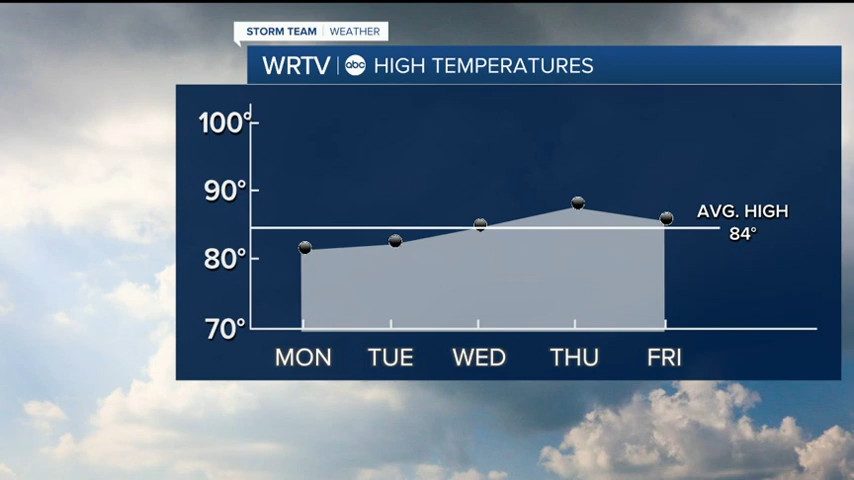 STORM TEAM | WEATHER
WRTV | abc HIGH TEMPERATURES
100°
90°
AVG. HIGH
84°
80°
70°
MON TUE WED THU FRI